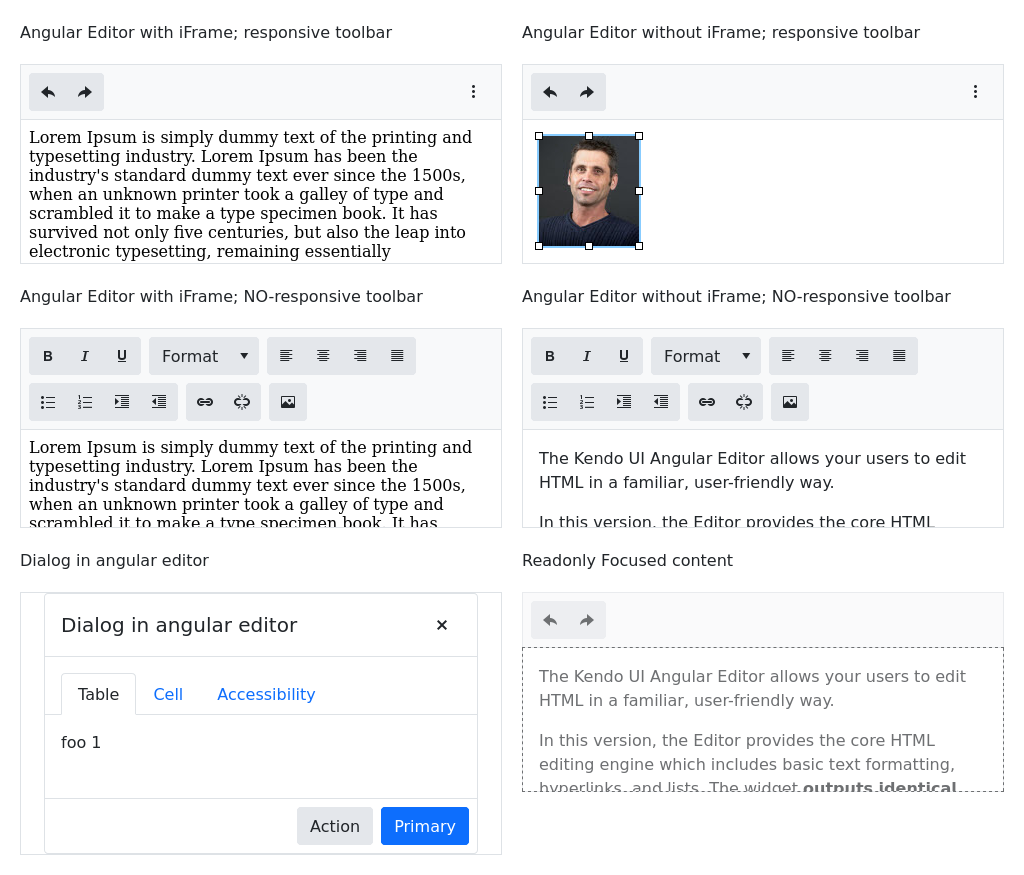 Angular Editor with iFrame; responsive toolbar
Lorem Ipsum is simply dummy text of the printing and
typesetting industry. Lorem Ipsum has been the
industry's standard dummy text ever since the 1500s,
when an unknown printer took a galley of type and
scrambled it to make a type specimen book. It has
survived not only five centuries, but also the leap into
electronic typesetting, remaining essentially
Angular Editor without iFrame; responsive toolbar
Angular Editor with iFrame; NO-responsive toolbar
B I U Format
Lorem Ipsum is simply dummy text of the printing and
typesetting industry. Lorem Ipsum has been the
industry's standard dummy text ever since the 1500s,
when an unknown printer took a galley of type and
scrambled it to make a type specimen book. It has
Angular Editor without iFrame; NO-responsive toolbar
B I U Format
The Kendo UI Angular Editor allows your users to edit
HTML in a familiar, user-friendly way.
In this version, the Editor provides the core HTML
Dialog in angular editor
Dialog in angular editor
Table Cell Accessibility
foo 1
Action Primary
Readonly Focused content
The Kendo UI Angular Editor allows your users to edit
HTML in a familiar, user-friendly way.
In this version, the Editor provides the core HTML
editing engine which includes basic text formatting,
hyperlinks, and lists. The widget outputs identical